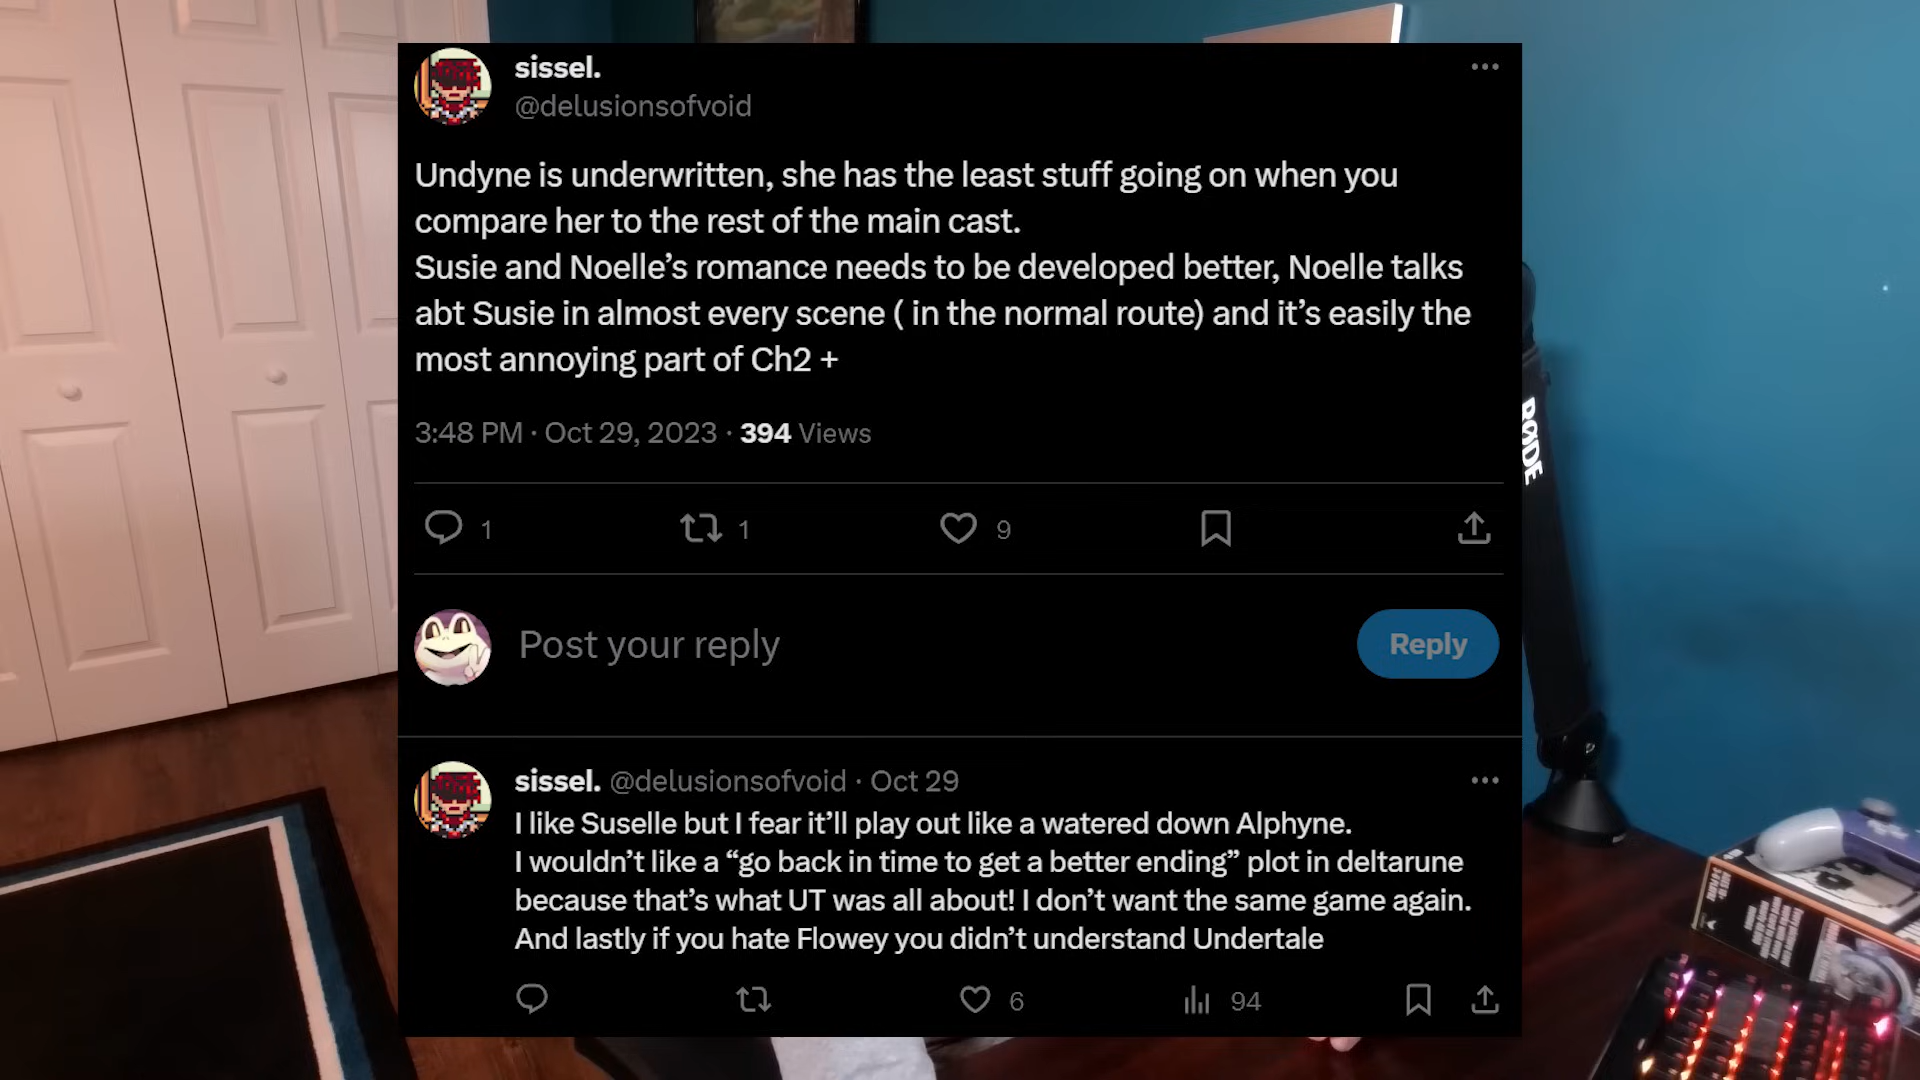 sissel.
@delusionsofvoid
Undyne is underwritten, she has the least stuff going on when you
compare her to the rest of the main cast.
Susie and Noelle’s romance needs to be developed better, Noelle talks
abt Susie in almost every scene ( in the normal route) and it’s easily the
most annoying part of Ch2 +
3:48 PM · Oct 29, 2023 · 394 Views
1 1 9
Post your reply
Reply
sissel. @delusionsofvoid · Oct 29
I like Suselle but I fear it’ll play out like a watered down Alphyne.
I wouldn’t like a “go back in time to get a better ending” plot in deltarune
because that’s what UT was all about! I don’t want the same game again.
And lastly if you hate Flowey you didn’t understand Undertale
6 94
RØDE